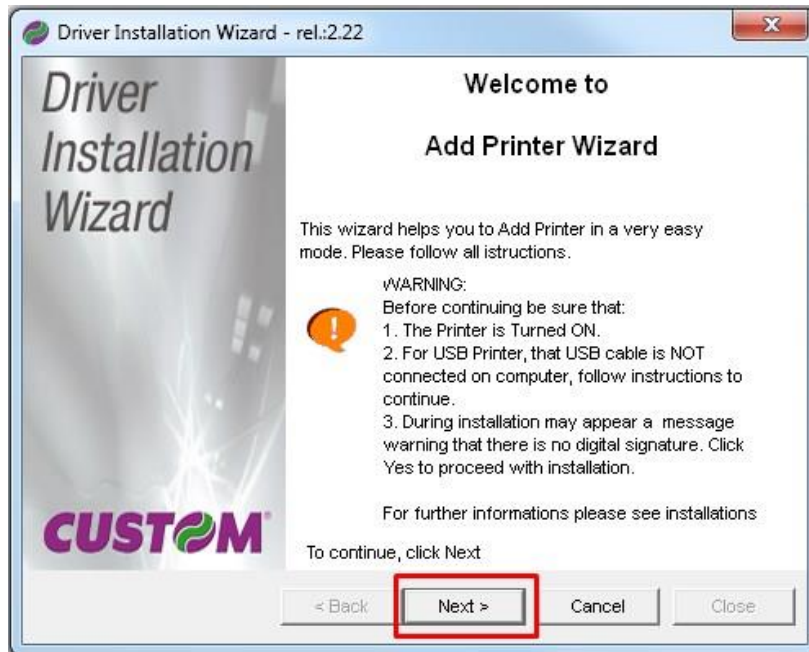 Driver Installation Wizard - rel.:2.22
X
Driver
Installation
Wizard
Welcome to
Add Printer Wizard
This wizard helps you to Add Printer in a very easy
mode. Please follow all istructions.
WARNING:
Before continuing be sure that:
1. The Printer is Turned ON.
2. For USB Printer, that USB cable is NOT
connected on computer, follow instructions to
continue.
3. During installation may appear a message
warning that there is no digital signature. Click
Yes to proceed with installation.
For further informations please see installations
To continue, click Next
CUSTOM
< Back
Next >
Cancel
Close